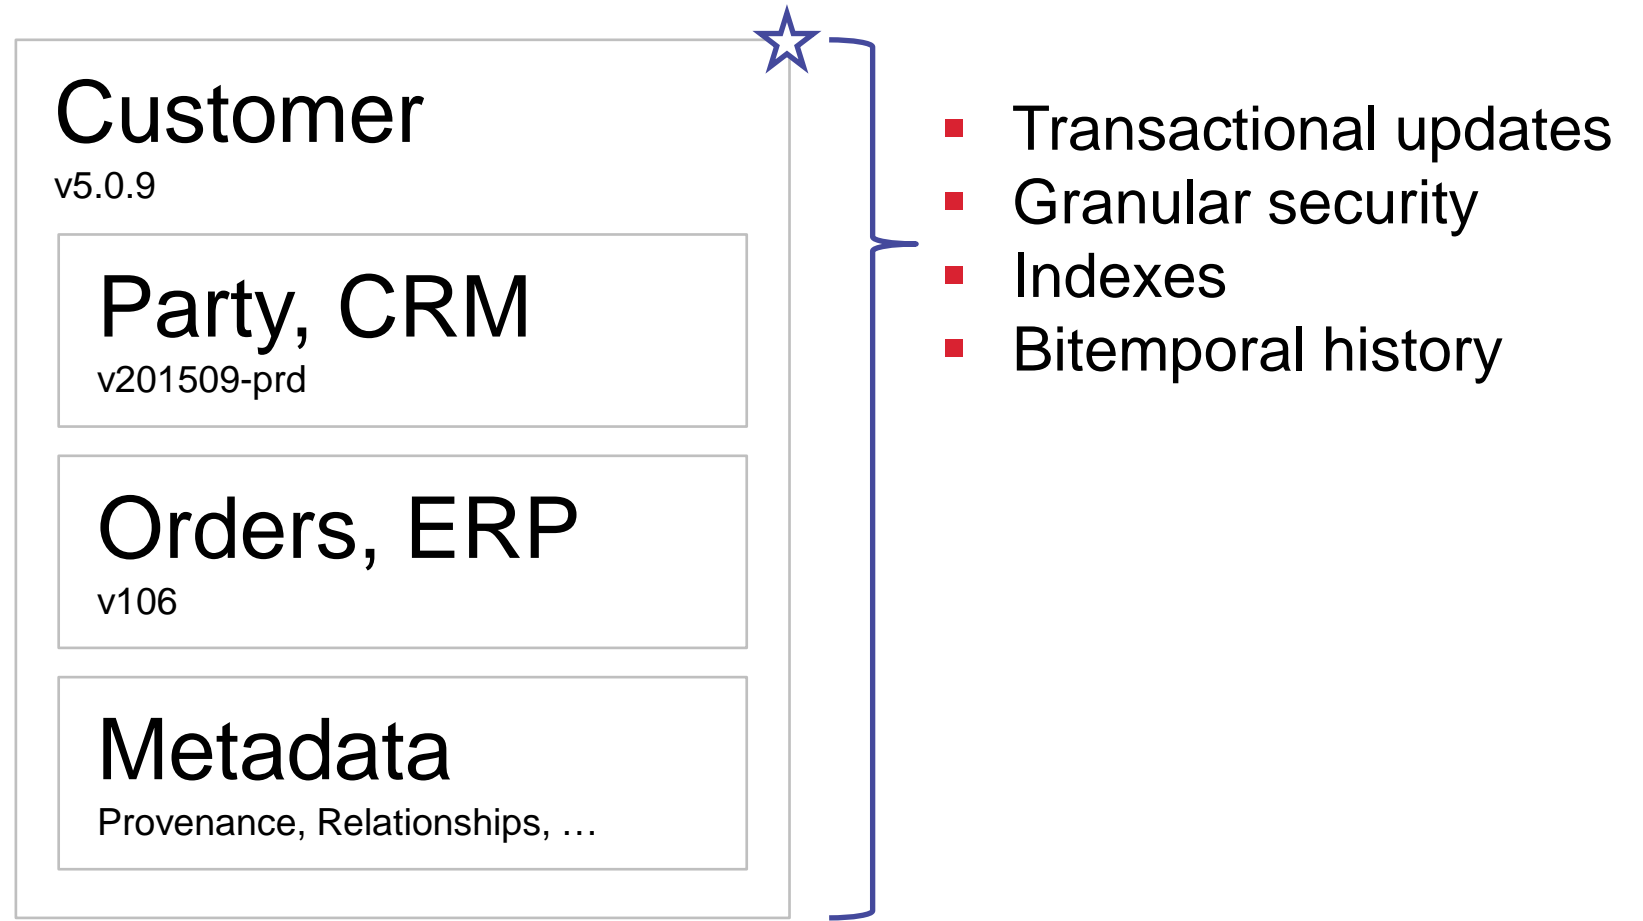 Customer
v5.0.9
Party, CRM
v201509-prd
Orders, ERP
v106
Metadata
Provenance, Relationships, …
▪ Transactional updates
▪ Granular security
▪ Indexes
▪ Bitemporal history